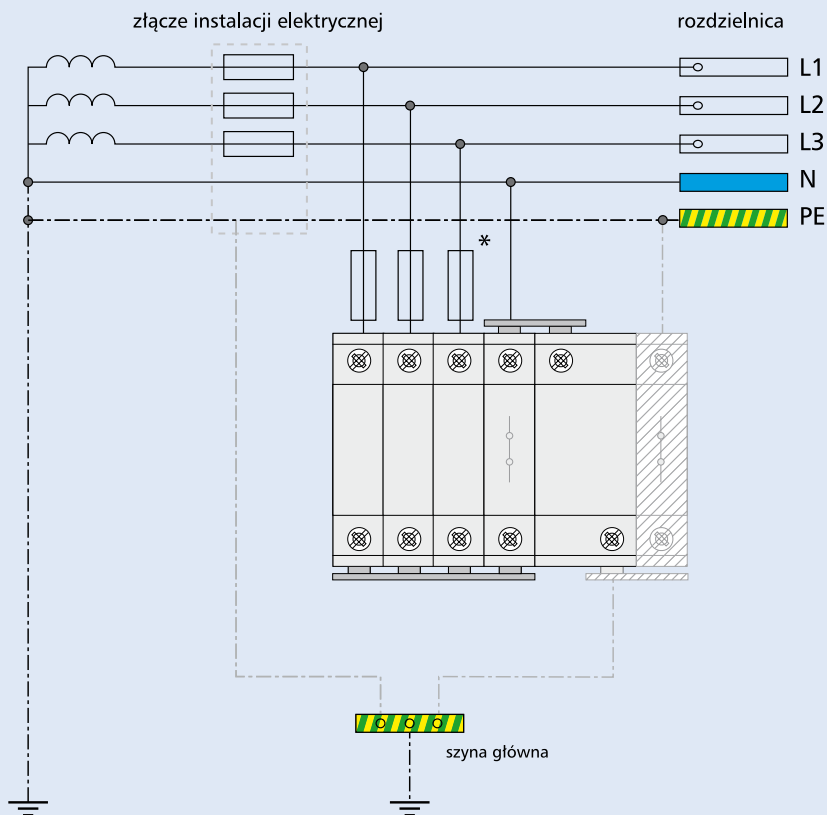 złącze instalacji elektrycznej
rozdzielnica
L1
L2
L3
N
PE
*
szyna główna